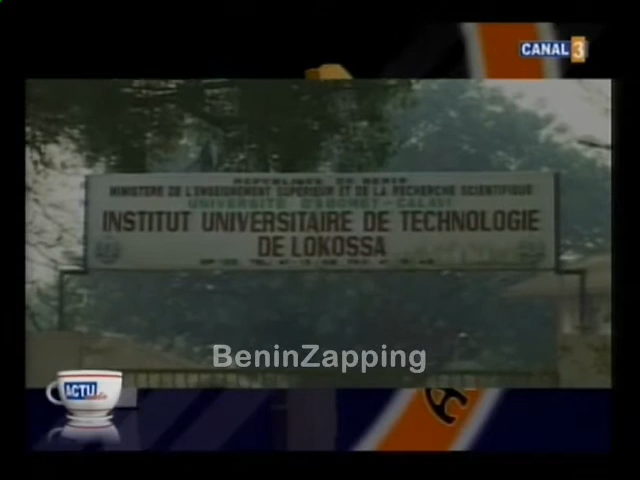 CANAL 3
REPUBLIQUE DU BENIN
MINISTERE DE L'ENSEIGNEMENT SUPERIEUR ET DE LA RECHERCHE SCIENTIFIQUE
UNIVERSITE D'ABOMEY-CALAVI
INSTITUT UNIVERSITAIRE DE TECHNOLOGIE
DE LOKOSSA
BeninZapping
ACTU